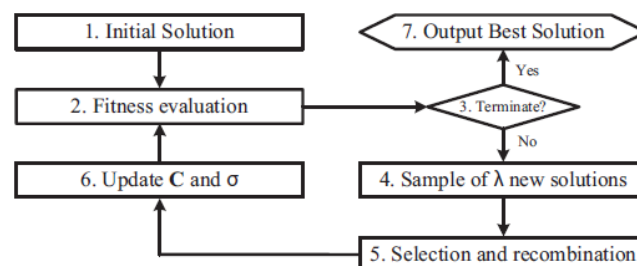 1. Initial Solution
7. Output Best Solution
Yes
2. Fitness evaluation
3. Terminate?
No
6. Update C and σ
4. Sample of λ new solutions
5. Selection and recombination